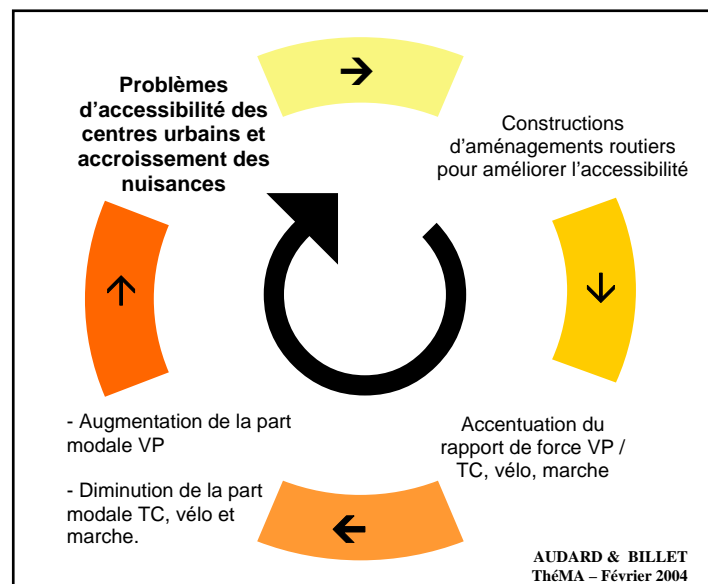 Problèmes
d'accessibilité des
centres urbains et
accroissement des
nuisances
Constructions
d'aménagements routiers
pour améliorer l'accessibilité
Accentuation du
rapport de force VP /
TC, vélo, marche
- Augmentation de la part
modale VP
- Diminution de la part
modale TC, vélo et
marche.
AUDARD & BILLET
ThéMA – Février 2004